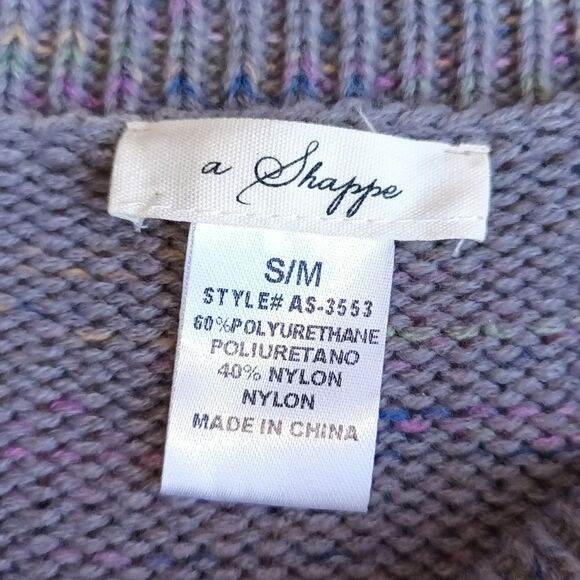 a Shappe
S/M
STYLE# AS-3553
60%POLYURETHANE
POLIURETANO
40% NYLON
NYLON
MADE IN CHINA